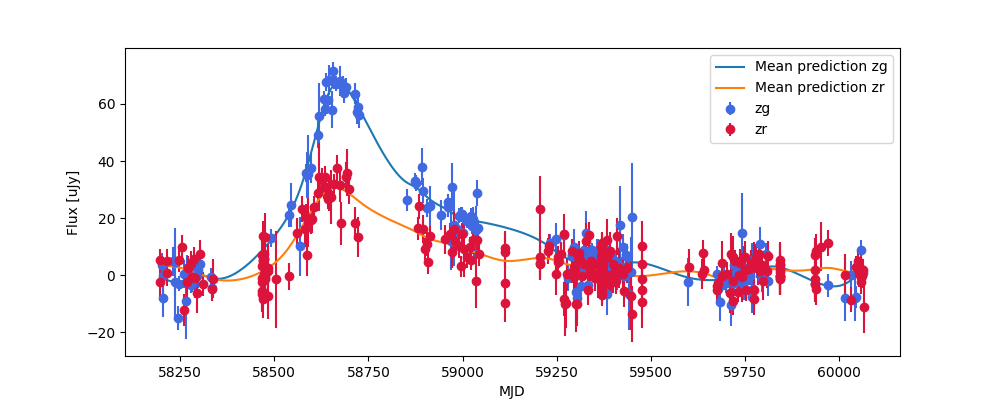 Mean prediction zg
Mean prediction zr
zg
zr
Flux [uJy]
60
40
20
0
−20
58250 58500 58750 59000 59250 59500 59750 60000
MJD